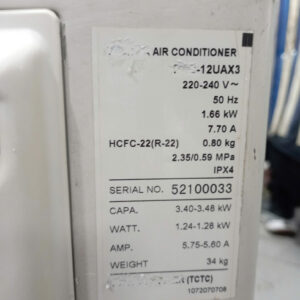 AIR CONDITIONER
-12UAX3
220-240 V~
50 Hz
1.66 kW
7.70 A
HCFC-22(R-22) 0.80 kg
2.35/0.59 MPa
IPX4
SERIAL NO. 52100033
CAPA. 3.40-3.48 kW
WATT. 1.24-1.28 kW
AMP. 5.75-5.60 A
WEIGHT 34 kg
(TCTC)
1072070708